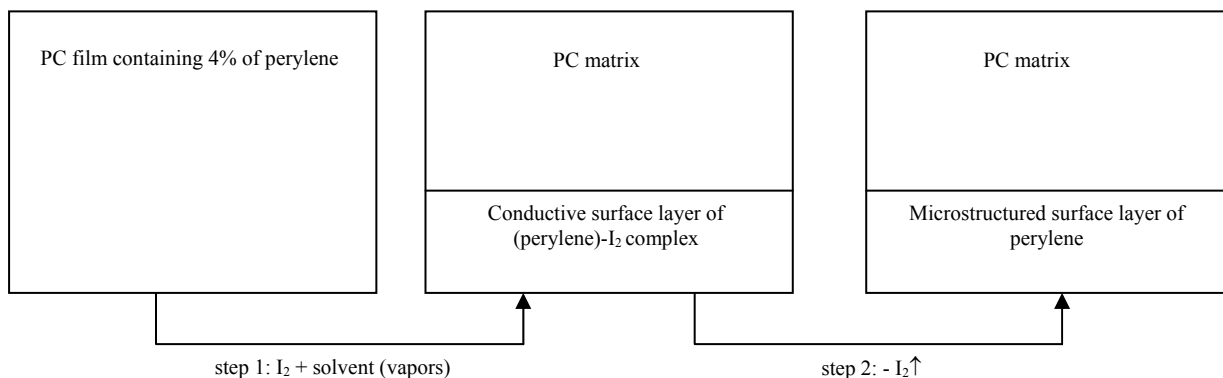 PC film containing 4% of perylene
PC matrix
Conductive surface layer of
(perylene)-I₂ complex
PC matrix
Microstructured surface layer of
perylene
step 1: I₂ + solvent (vapors)
step 2: - I₂↑